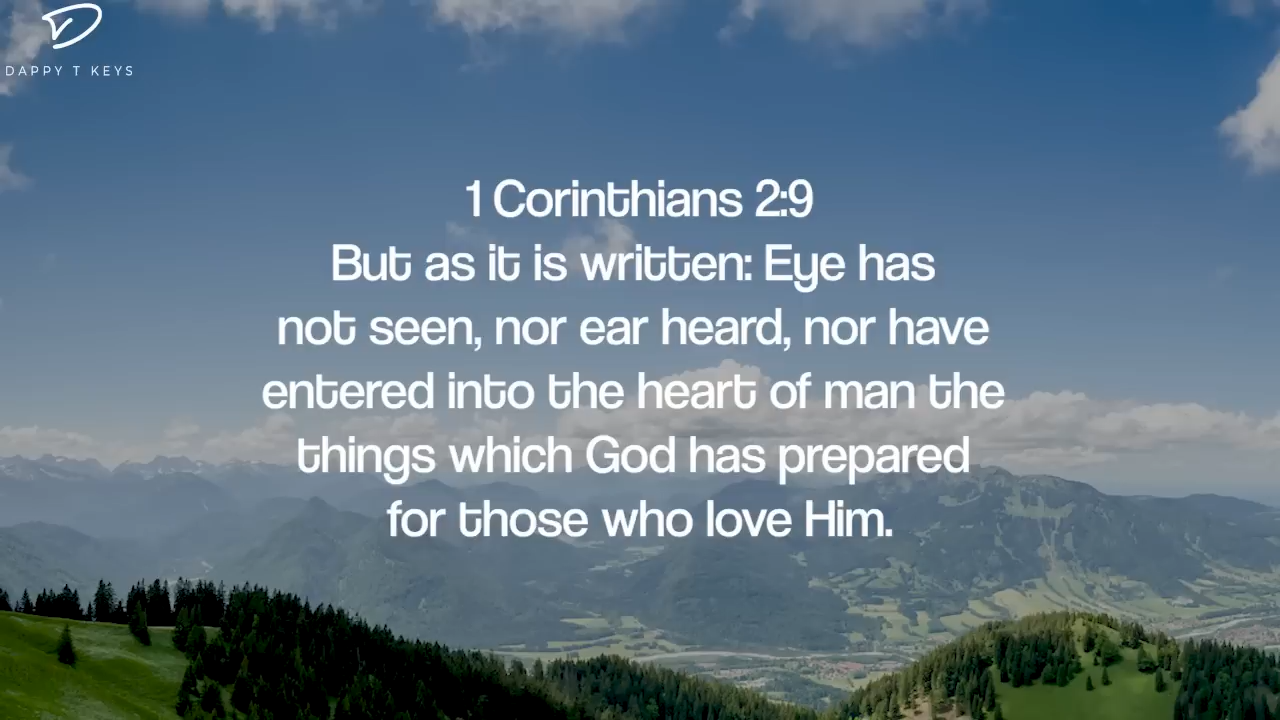 DAPPY T KEYS
1 Corinthians 2:9
But as it is written: Eye has
not seen, nor ear heard, nor have
entered into the heart of man the
things which God has prepared
for those who love Him.